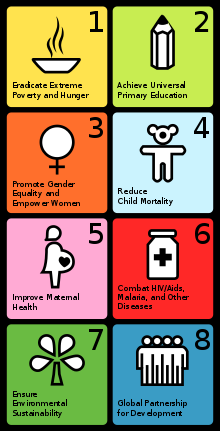 1
Eradicate Extreme
Poverty and Hunger
2
Achieve Universal
Primary Education
3
Promote Gender
Equality and
Empower Women
4
Reduce
Child Mortality
5
Improve Maternal
Health
6
Combat HIV/Aids,
Malaria, and Other
Diseases
7
Ensure
Environmental
Sustainability
8
Global Partnership
for Development